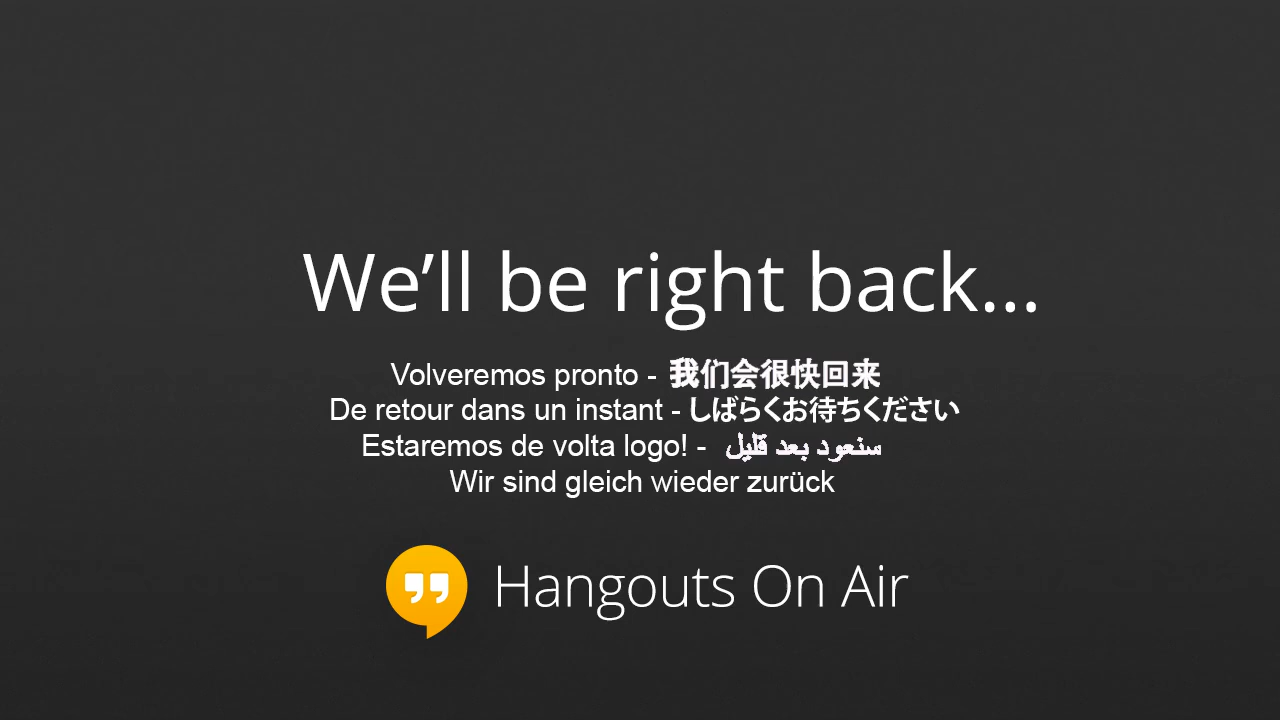 We’ll be right back...
Volveremos pronto - 我们会很快回来
De retour dans un instant - しばらくお待ちください
Estaremos de volta logo! - سنعود بعد قليل
Wir sind gleich wieder zurück
Hangouts On Air